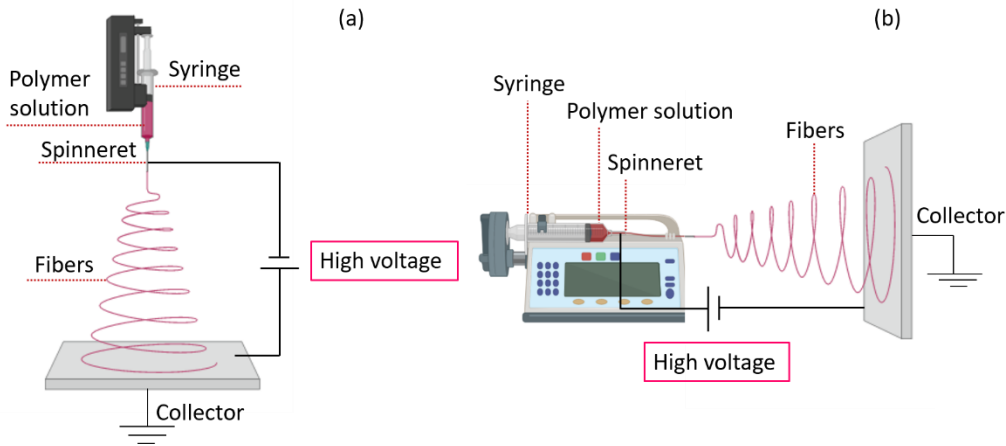 (a)
Syringe
Polymer
solution
Spinneret
Fibers
High voltage
Collector
(b)
Syringe
Polymer solution
Spinneret
Fibers
Collector
High voltage